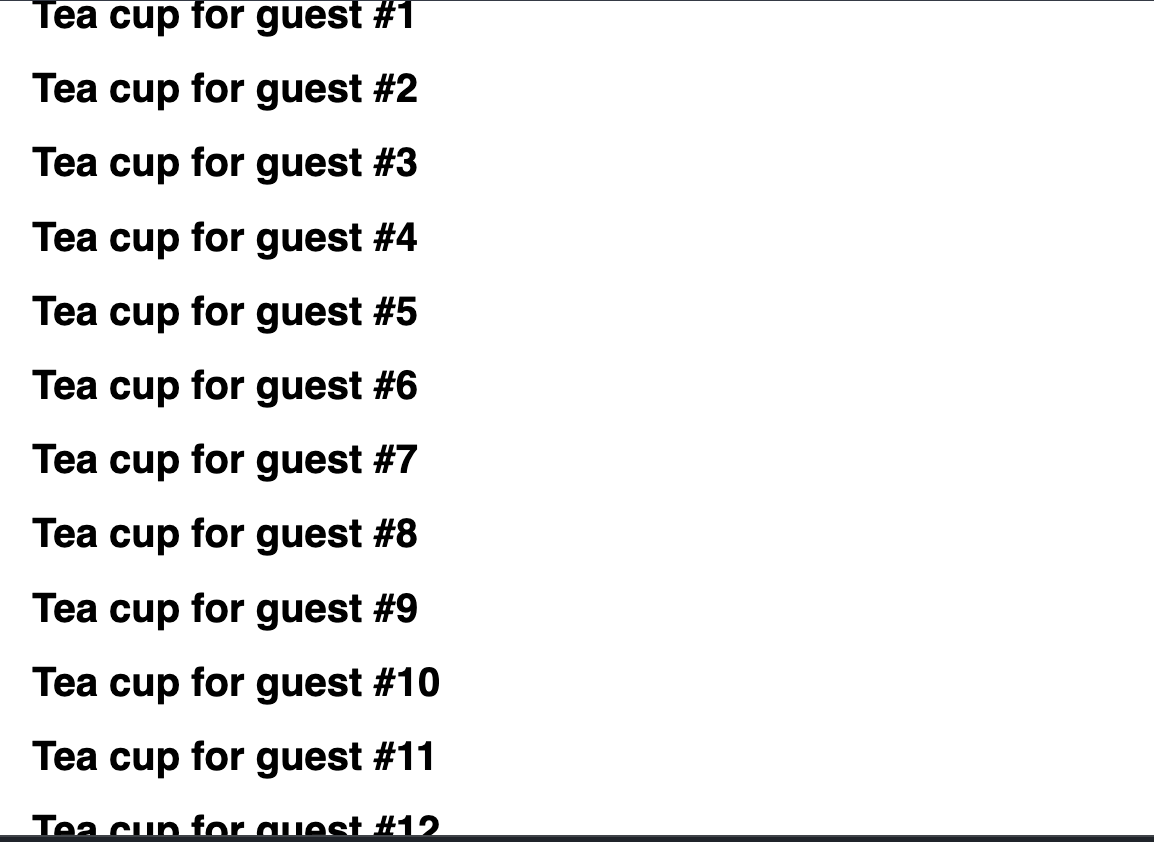 Tea cup for guest #1
Tea cup for guest #2
Tea cup for guest #3
Tea cup for guest #4
Tea cup for guest #5
Tea cup for guest #6
Tea cup for guest #7
Tea cup for guest #8
Tea cup for guest #9
Tea cup for guest #10
Tea cup for guest #11
Tea cup for guest #12